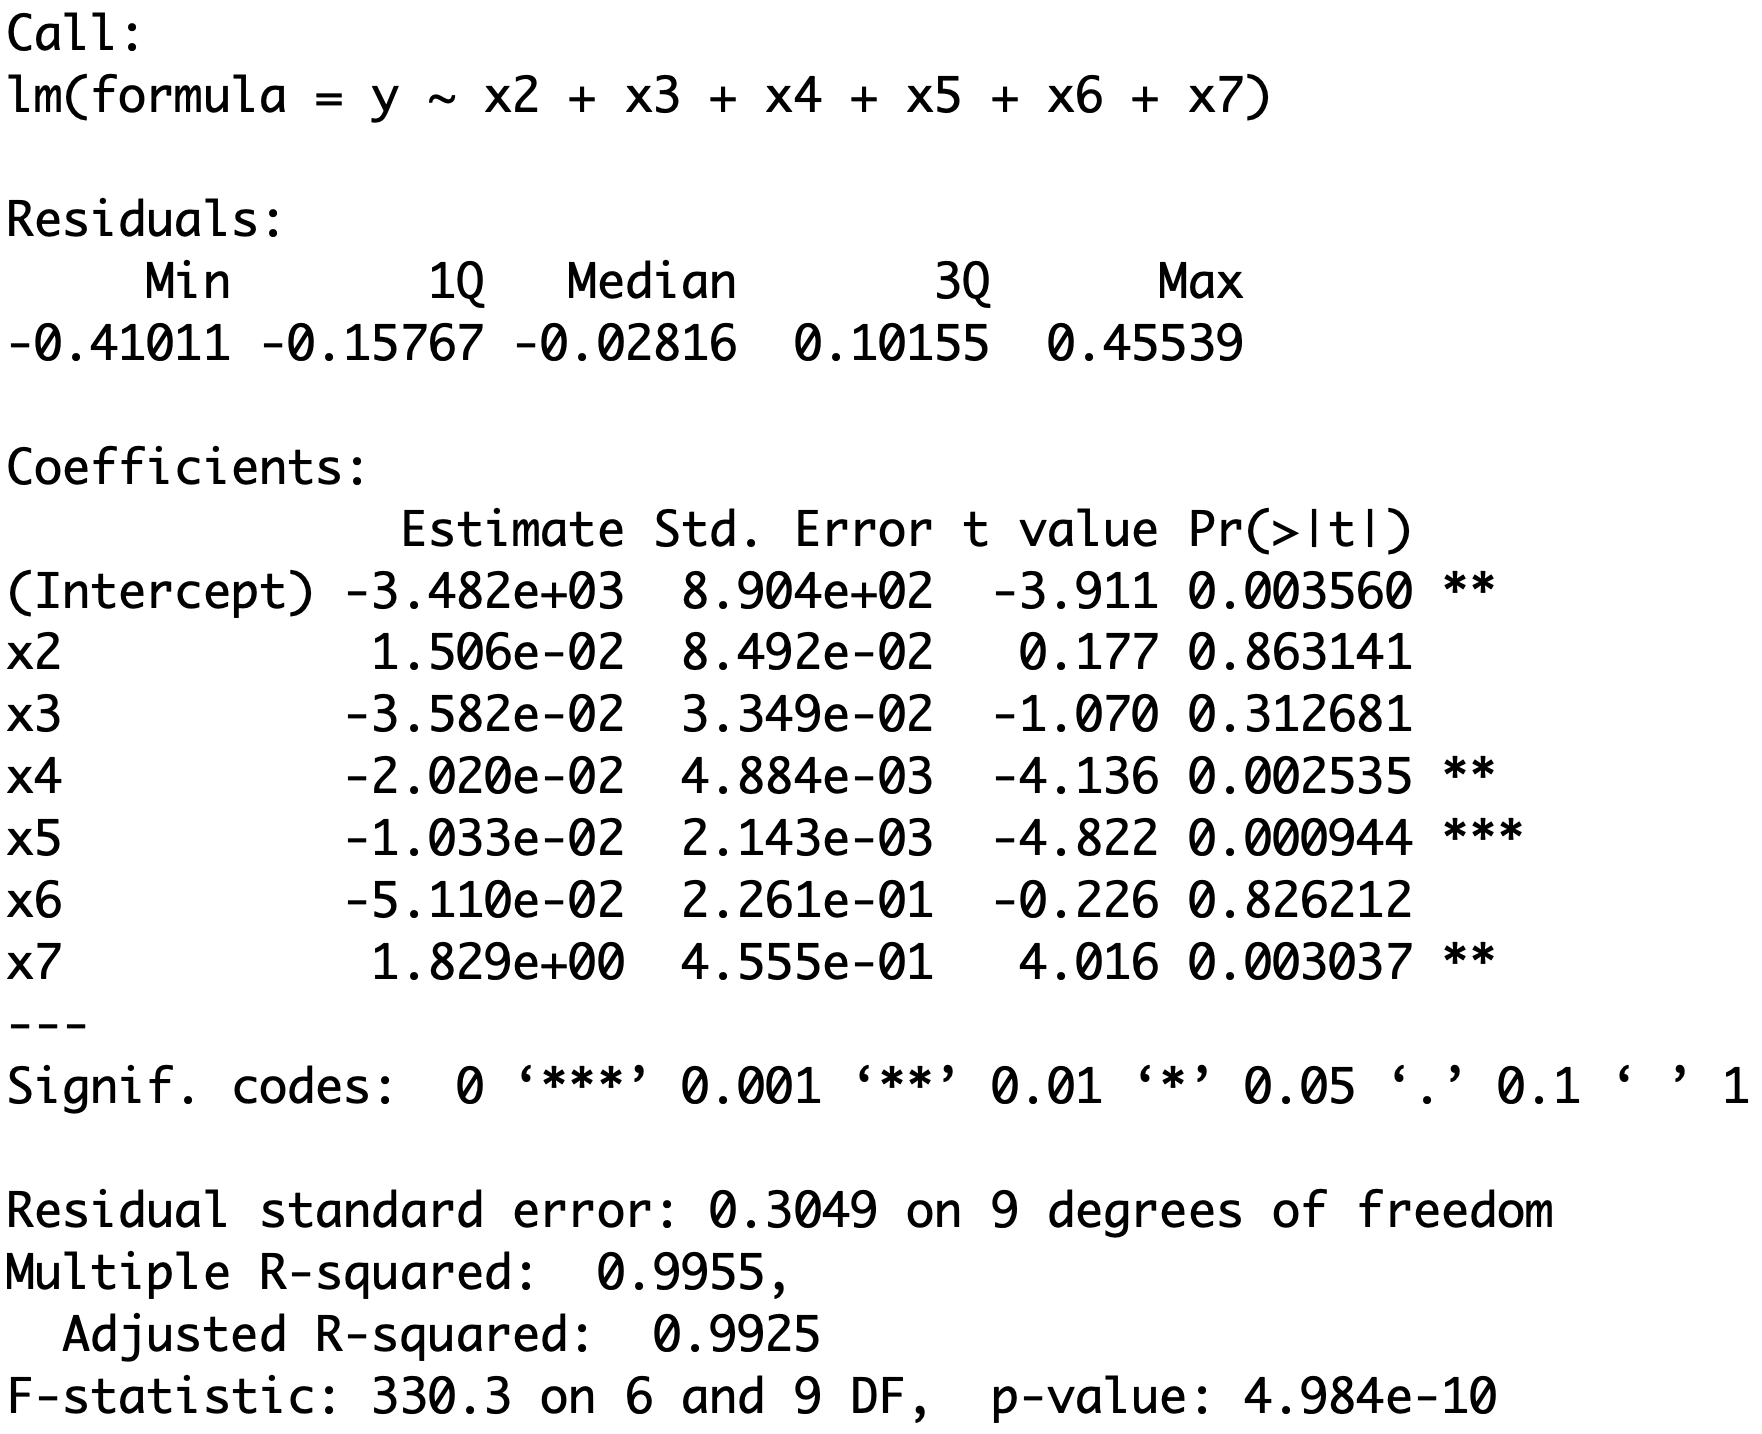 Call:
lm(formula = y ~ x2 + x3 + x4 + x5 + x6 + x7)
Residuals:
     Min       1Q   Median       3Q      Max
-0.41011 -0.15767 -0.02816  0.10155  0.45539
Coefficients:
              Estimate Std. Error t value Pr(>|t|)
(Intercept) -3.482e+03  8.904e+02  -3.911 0.003560 **
x2           1.506e-02  8.492e-02   0.177 0.863141
x3          -3.582e-02  3.349e-02  -1.070 0.312681
x4          -2.020e-02  4.884e-03  -4.136 0.002535 **
x5          -1.033e-02  2.143e-03  -4.822 0.000944 ***
x6          -5.110e-02  2.261e-01  -0.226 0.826212
x7           1.829e+00  4.555e-01   4.016 0.003037 **
---
Signif. codes:  0 ‘***’ 0.001 ‘**’ 0.01 ‘*’ 0.05 ‘.’ 0.1 ‘ ’ 1
Residual standard error: 0.3049 on 9 degrees of freedom
Multiple R-squared:  0.9955,
  Adjusted R-squared:  0.9925
F-statistic: 330.3 on 6 and 9 DF,  p-value: 4.984e-10